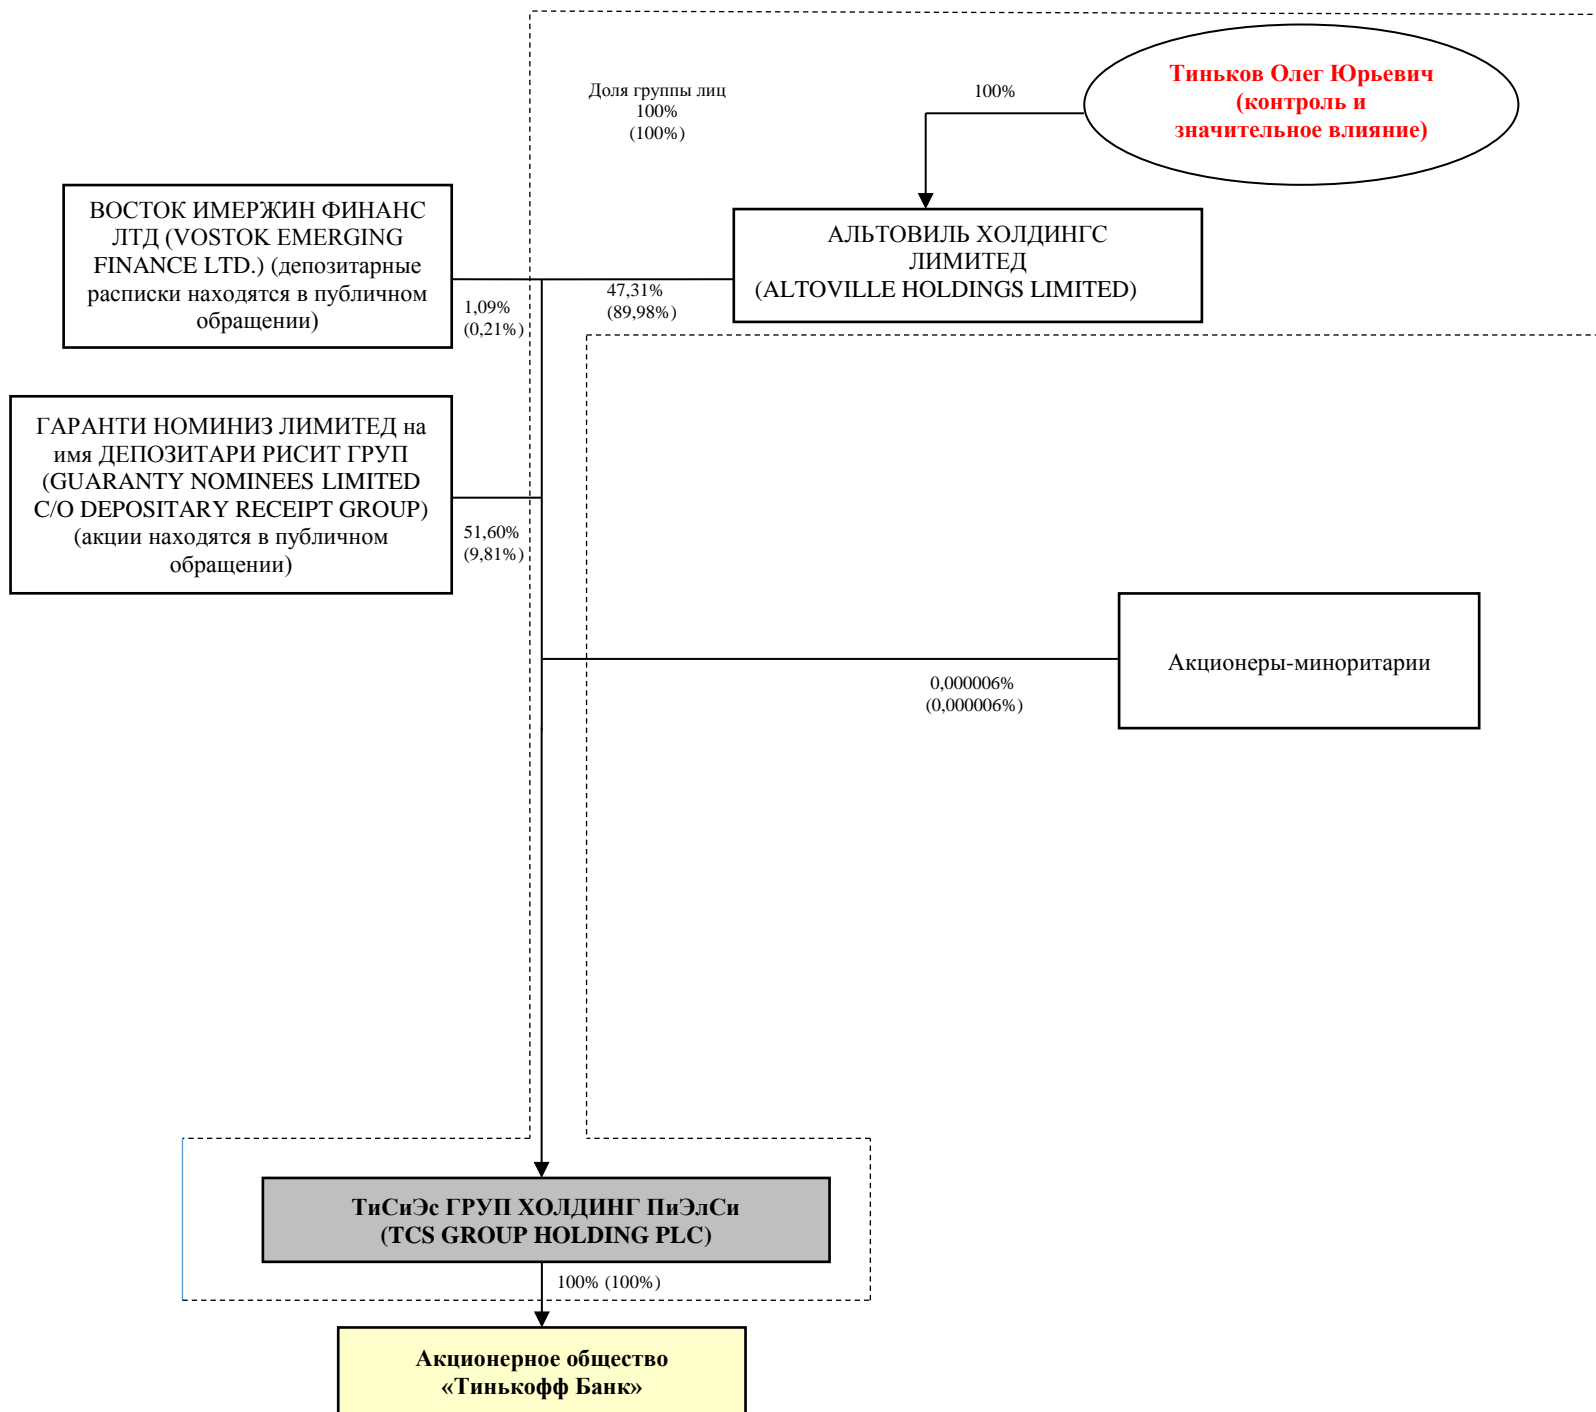 Доля группы лиц
100%
(100%)
100%
Тиньков Олег Юрьевич
(контроль и
значительное влияние)
ВОСТОК ИМЕРЖИН ФИНАНС
ЛТД (VOSTOK EMERGING
FINANCE LTD.) (депозитарные
расписки находятся в публичном
обращении)
1,09%
(0,21%)
47,31%
(89,98%)
АЛЬТОВИЛЬ ХОЛДИНГС
ЛИМИТЕД
(ALTOVILLE HOLDINGS LIMITED)
ГАРАНТИ НОМИНИЗ ЛИМИТЕД на
имя ДЕПОЗИТАРИ РИСИТ ГРУП
(GUARANTY NOMINEES LIMITED
C/O DEPOSITARY RECEIPT GROUP)
(акции находятся в публичном
обращении)
51,60%
(9,81%)
Акционеры-миноритарии
0,000006%
(0,000006%)
ТиСиЭс ГРУП ХОЛДИНГ ПиЭлСи
(TCS GROUP HOLDING PLC)
100% (100%)
Акционерное общество
«Тинькофф Банк»